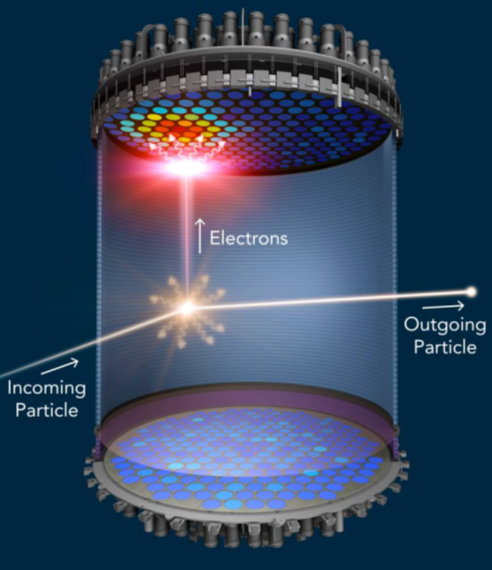 Electrons
Outgoing
Particle
Incoming
Particle